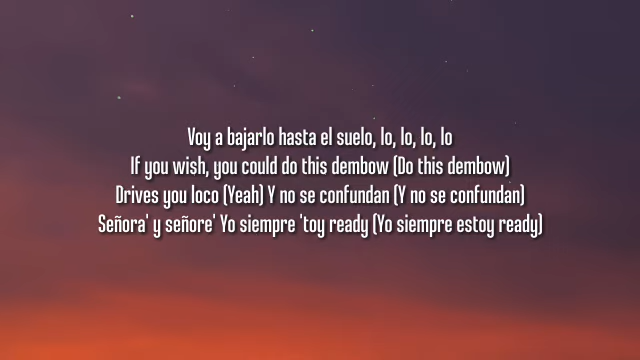 Voy a bajarlo hasta el suelo, lo, lo, lo, lo
If you wish, you could do this dembow (Do this dembow)
Drives you loco (Yeah) Y no se confundan (Y no se confundan)
Señora' y señore' Yo siempre 'toy ready (Yo siempre estoy ready)